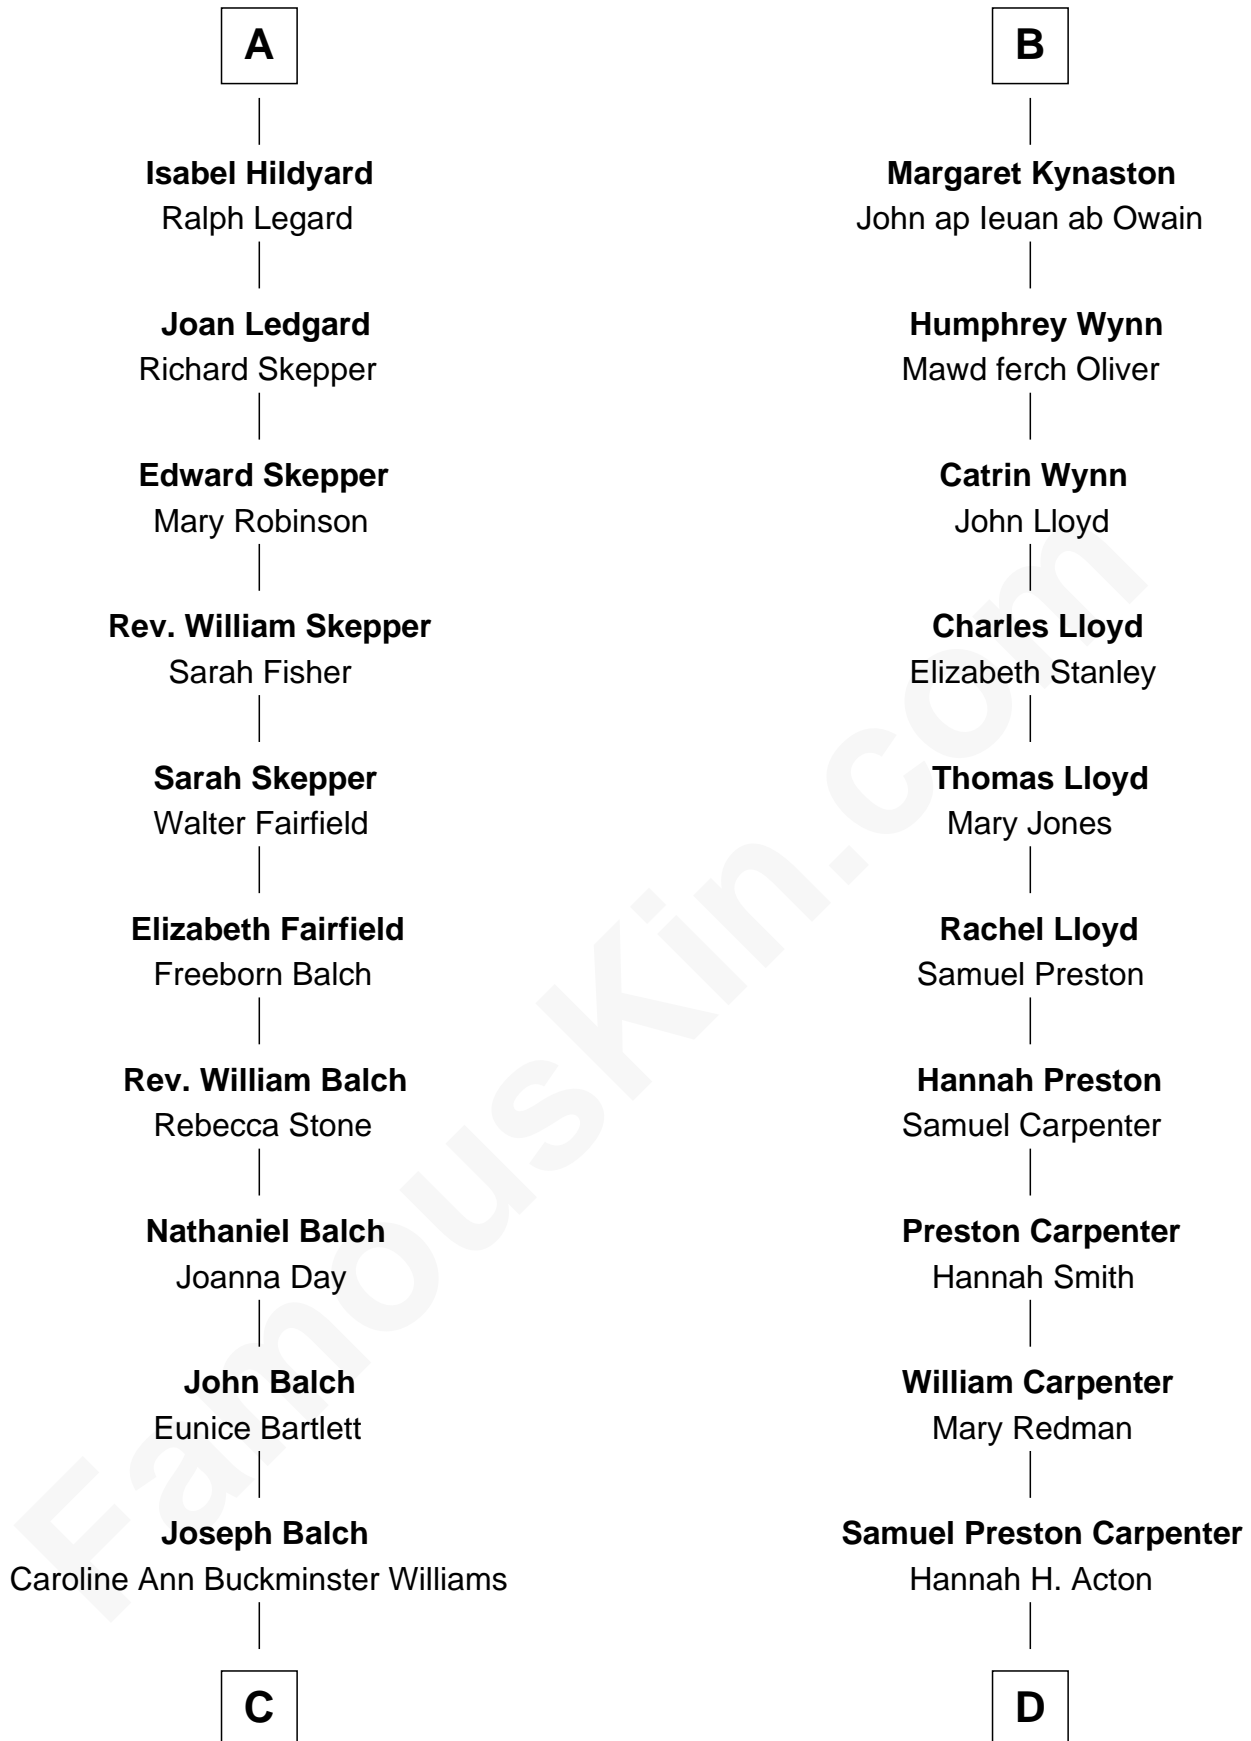 A
Isabel Hildyard
Ralph Legard
Joan Ledgard
Richard Skepper
Edward Skepper
Mary Robinson
Rev. William Skepper
Sarah Fisher
Sarah Skepper
Walter Fairfield
Elizabeth Fairfield
Freeborn Balch
Rev. William Balch
Rebecca Stone
Nathaniel Balch
Joanna Day
John Balch
Eunice Bartlett
Joseph Balch
Caroline Ann Buckminster Williams
C
B
Margaret Kynaston
John ap Ieuan ab Owain
Humphrey Wynn
Mawd ferch Oliver
Catrin Wynn
John Lloyd
Charles Lloyd
Elizabeth Stanley
Thomas Lloyd
Mary Jones
Rachel Lloyd
Samuel Preston
Hannah Preston
Samuel Carpenter
Preston Carpenter
Hannah Smith
William Carpenter
Mary Redman
Samuel Preston Carpenter
Hannah H. Acton
D
FamousKin.com